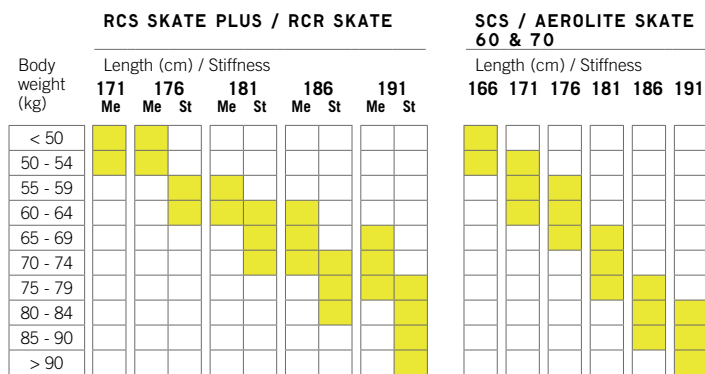 RCS SKATE PLUS / RCR SKATE
Length (cm) / Stiffness
171 176 181 186 191
Me Me St Me St Me St Me St
SCS / AEROLITE SKATE
60 & 70
Length (cm) / Stiffness
166 171 176 181 186 191
Body
weight
(kg)
< 50
50 - 54
55 - 59
60 - 64
65 - 69
70 - 74
75 - 79
80 - 84
85 - 90
> 90